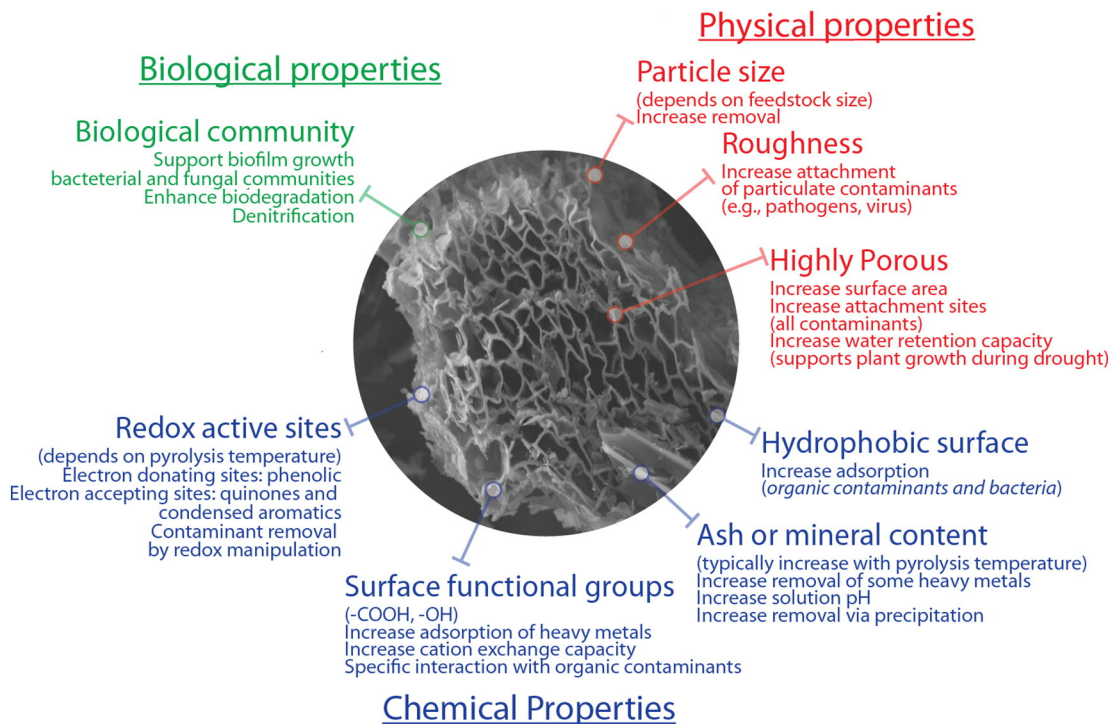 Physical properties
Biological properties
Particle size
(depends on feedstock size)
Increase removal
Biological community
Support biofilm growth
bacteterial and fungal communities
Enhance biodegradation
Denitrification
Roughness
Increase attachment
of particulate contaminants
(e.g., pathogens, virus)
Highly Porous
Increase surface area
Increase attachment sites
(all contaminants)
Increase water retention capacity
(supports plant growth during drought)
Redox active sites
(depends on pyrolysis temperature)
Electron donating sites: phenolic
Electron accepting sites: quinones and
condensed aromatics
Contaminant removal
by redox manipulation
Hydrophobic surface
Increase adsorption
(organic contaminants and bacteria)
Ash or mineral content
(typically increase with pyrolysis temperature)
Increase removal of some heavy metals
Increase solution pH
Increase removal via precipitation
Surface functional groups
(-COOH, -OH)
Increase adsorption of heavy metals
Increase cation exchange capacity
Specific interaction with organic contaminants
Chemical Properties